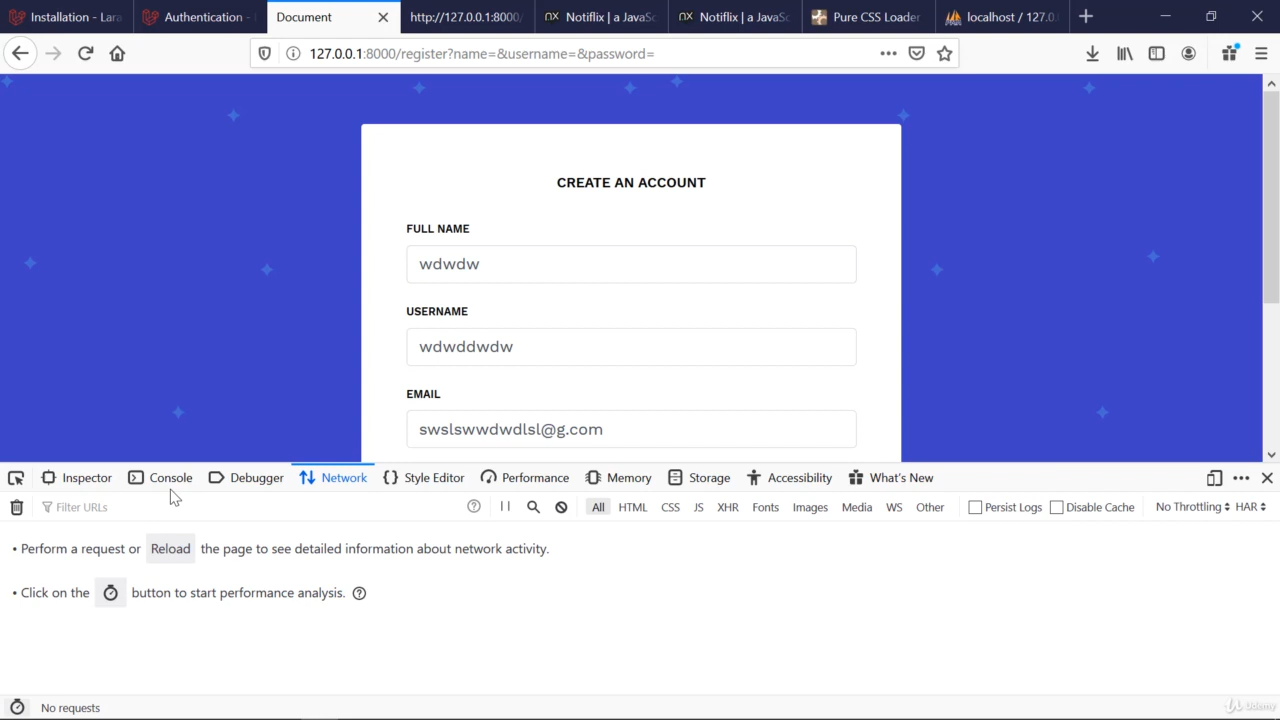 Installation - Lara
Authentication -
Document
http://127.0.0.1:8000/
Notiflix | a JavaSc
Notiflix | a JavaSc
Pure CSS Loader
localhost / 127.0.
127.0.0.1:8000/register?name=&username=&password=
CREATE AN ACCOUNT
FULL NAME
wdwdw
USERNAME
wdwddwdw
EMAIL
swslswwdwdlsl@g.com
Inspector
Console
Debugger
Network
Style Editor
Performance
Memory
Storage
Accessibility
What's New
Filter URLs
All
HTML
CSS
JS
XHR
Fonts
Images
Media
WS
Other
Persist Logs
Disable Cache
No Throttling
HAR
• Perform a request or Reload the page to see detailed information about network activity.
• Click on the button to start performance analysis.
No requests
Udemy